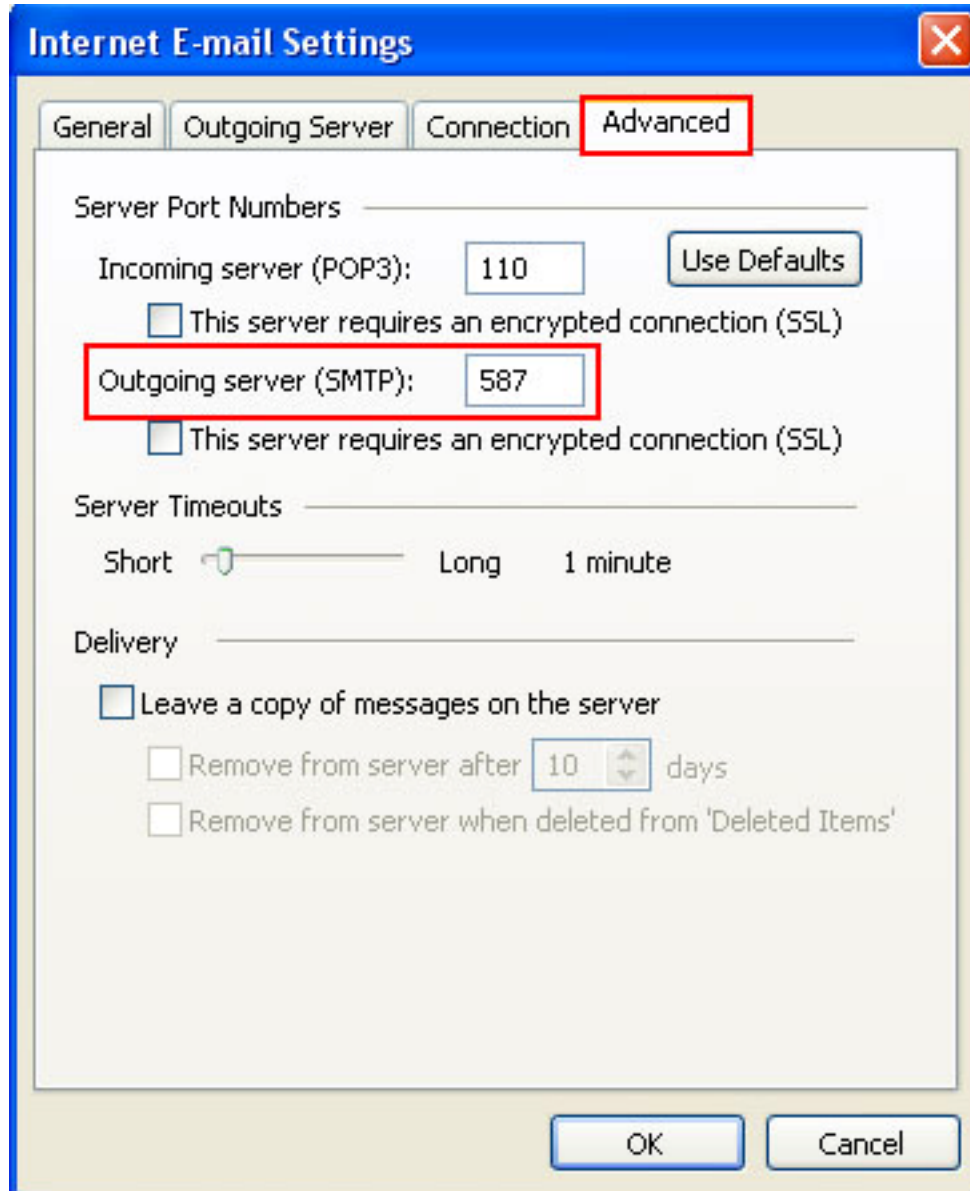 Internet E-mail Settings
General Outgoing Server Connection Advanced
Server Port Numbers
Incoming server (POP3): 110 Use Defaults
This server requires an encrypted connection (SSL)
Outgoing server (SMTP): 587
This server requires an encrypted connection (SSL)
Server Timeouts
Short Long 1 minute
Delivery
Leave a copy of messages on the server
Remove from server after 10 days
Remove from server when deleted from 'Deleted Items'
OK Cancel